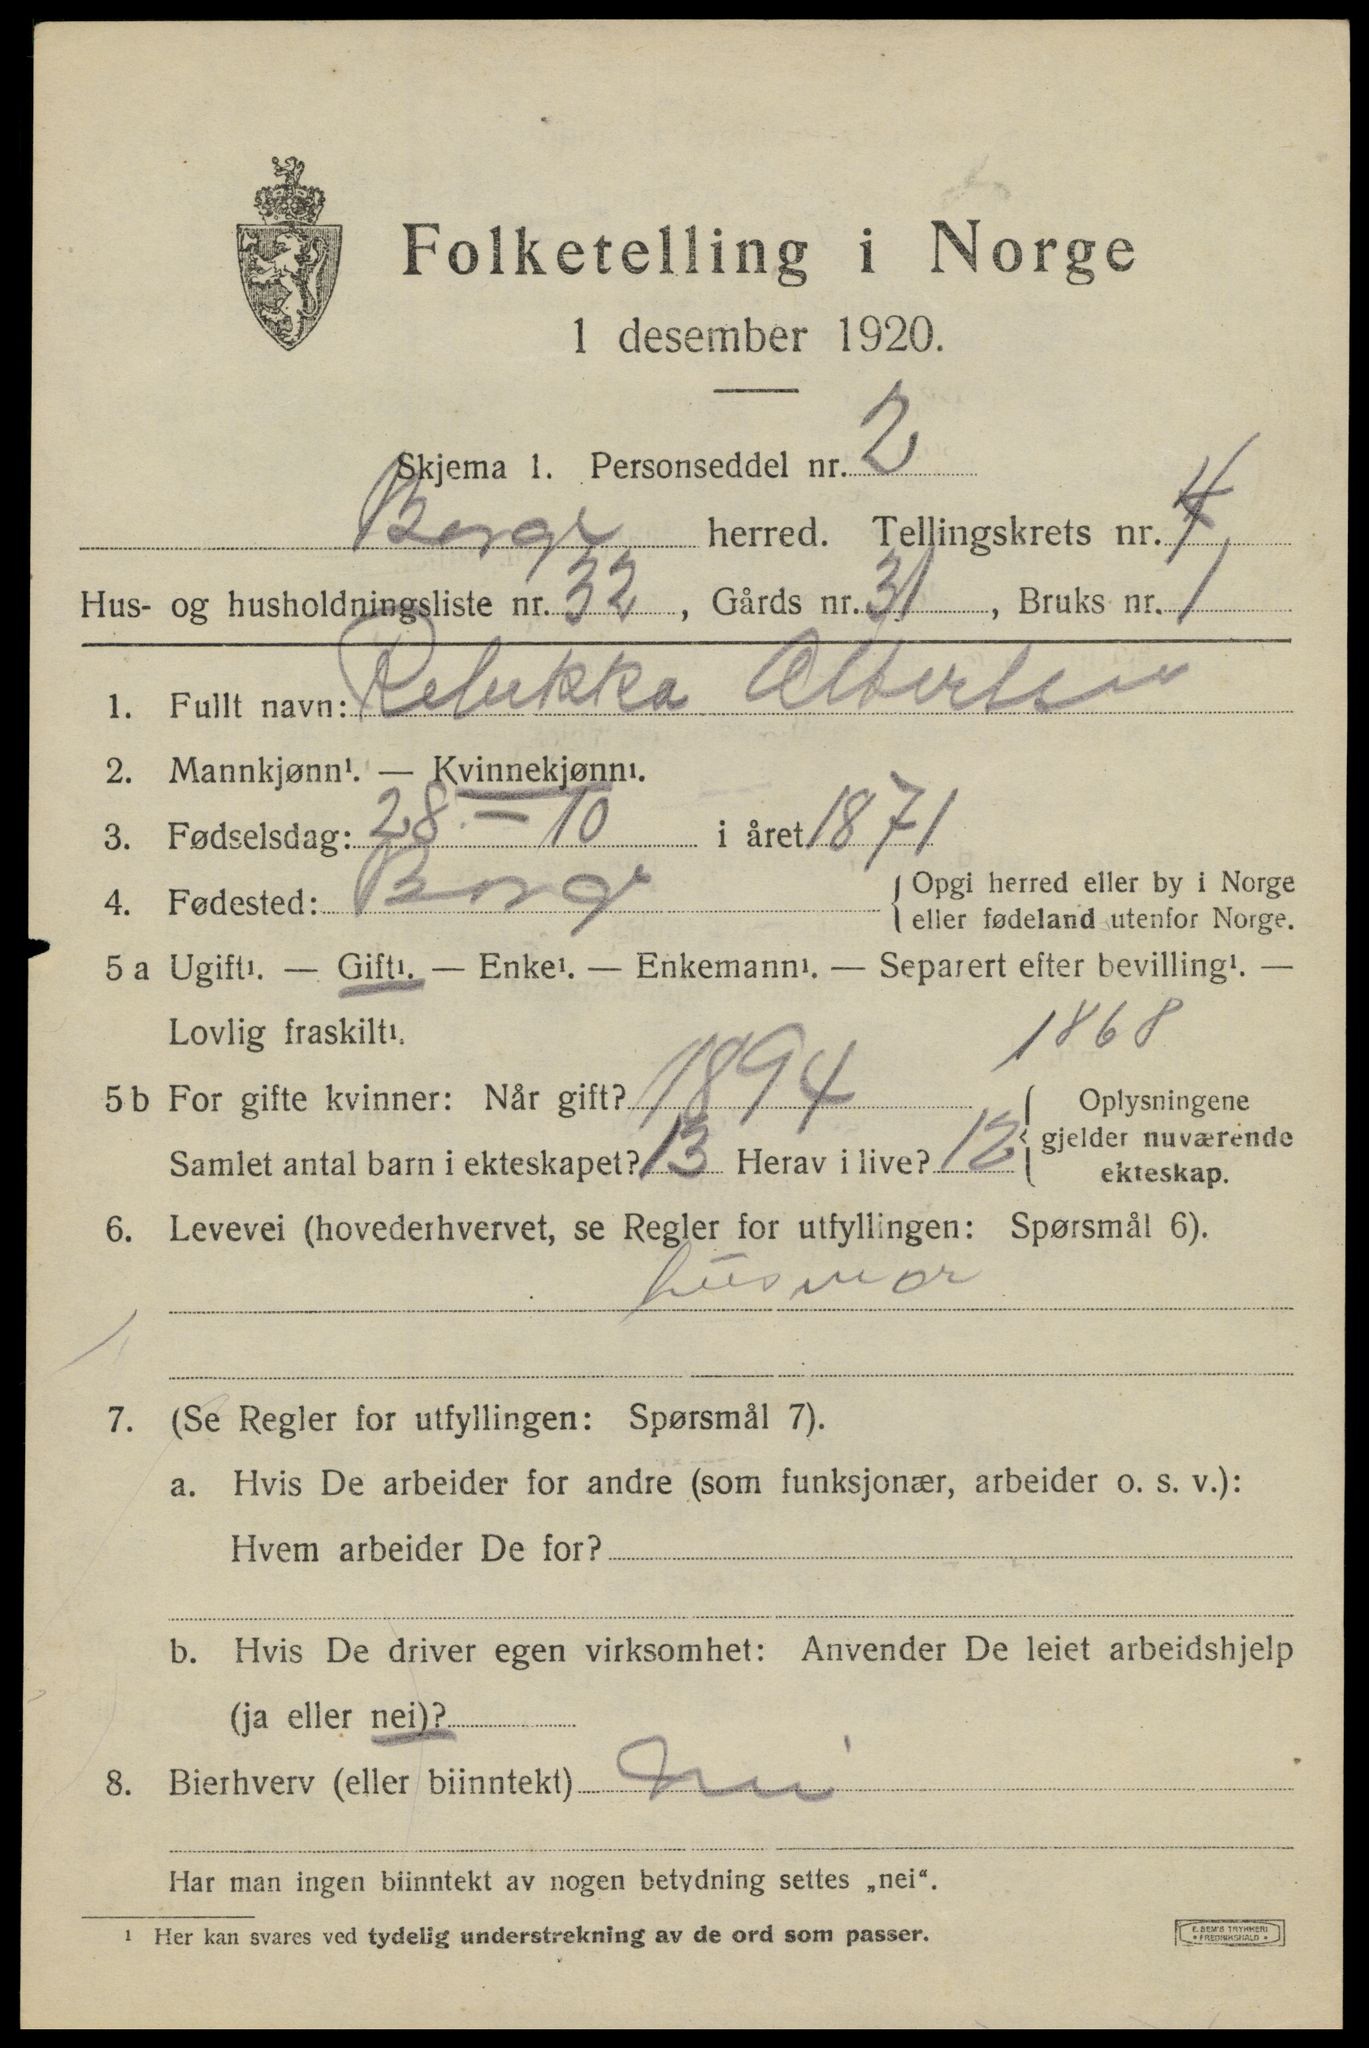 Folketelling i Norge
1 desember 1920.
Skjema 1. Personseddel nr. 2
Borge herred. Tellingskrets nr. 4
Hus- og husholdningsliste nr. 32, Gårds nr. 31, Bruks nr. 1
1. Fullt navn: Rebekka Albertsen
2. Mannkjønn¹. — Kvinnekjønn¹.
3. Fødselsdag: 28 - 10 i året 1871
4. Fødested: Borge { Opgi herred eller by i Norge
eller fødeland utenfor Norge.
5 a Ugift¹. — Gift¹. — Enke¹. — Enkemann¹. — Separert efter bevilling¹. —
Lovlig fraskilt¹.
1868
5 b For gifte kvinner: Når gift? 1894
Samlet antal barn i ekteskapet? 13 Herav i live? 12
{ Oplysningene
gjelder nuværende
ekteskap.
6. Levevei (hovederhvervet, se Regler for utfyllingen: Spørsmål 6).
husmor
7. (Se Regler for utfyllingen: Spørsmål 7).
a. Hvis De arbeider for andre (som funksjonær, arbeider o. s. v.):
Hvem arbeider De for?
b. Hvis De driver egen virksomhet: Anvender De leiet arbeidshjelp
(ja eller nei)?
8. Bierhverv (eller biinntekt) nei
Har man ingen biinntekt av nogen betydning settes „nei“.
¹ Her kan svares ved tydelig understrekning av de ord som passer.
E. SEM'S TRYKKERI
• FREDRIKSHALD •